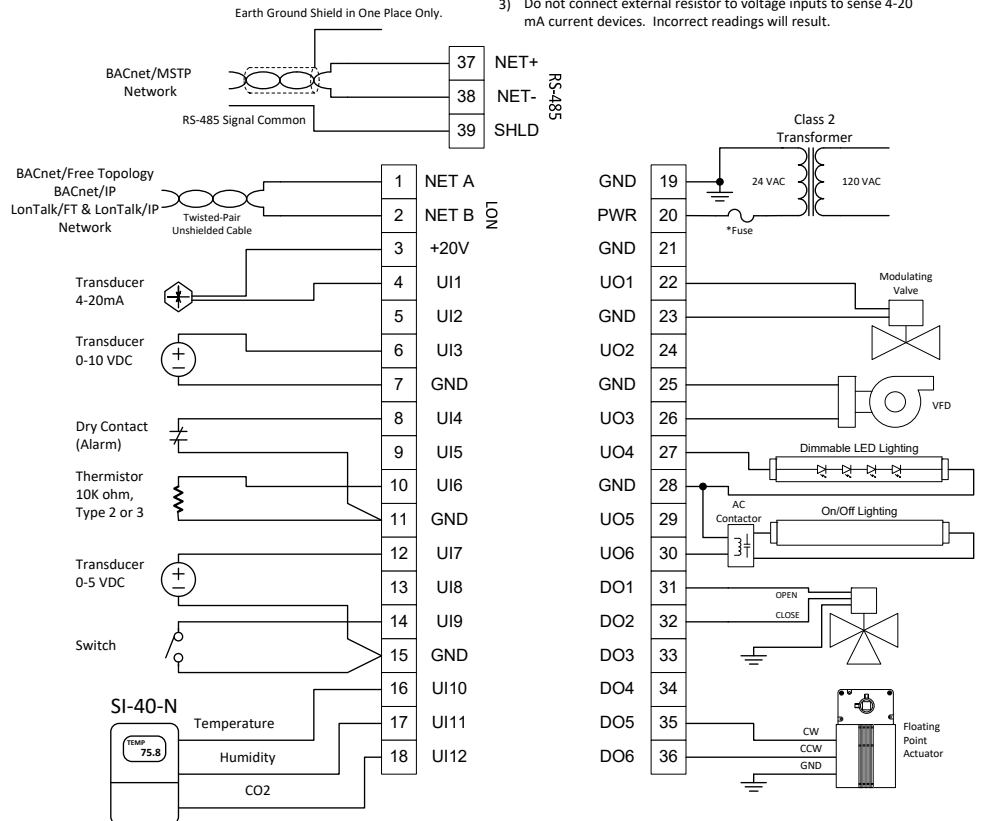 3) Do not connect external resistor to voltage inputs to sense 4-20
mA current devices. Incorrect readings will result.
Earth Ground Shield in One Place Only.
BACnet/MSTP
Network
RS-485 Signal Common
37 NET+
38 NET-
39 SHLD
RS-485
BACnet/Free Topology
BACnet/IP
LonTalk/FT & LonTalk/IP
Network
Twisted-Pair
Unshielded Cable
1 NET A
2 NET B
LON
3 +20V
Transducer
4-20mA
4 UI1
5 UI2
Transducer
0-10 VDC
6 UI3
7 GND
Dry Contact
(Alarm)
8 UI4
9 UI5
Thermistor
10K ohm,
Type 2 or 3
10 UI6
11 GND
Transducer
0-5 VDC
12 UI7
13 UI8
Switch
14 UI9
15 GND
16 UI10
17 UI11
18 UI12
SI-40-N
TEMP
75.8
Temperature
Humidity
CO2
Class 2
Transformer
24 VAC
120 VAC
*Fuse
GND 19
PWR 20
GND 21
UO1 22
GND 23
UO2 24
GND 25
UO3 26
UO4 27
GND 28
UO5 29
UO6 30
DO1 31
DO2 32
DO3 33
DO4 34
DO5 35
DO6 36
Modulating
Valve
VFD
Dimmable LED Lighting
AC
Contactor
On/Off Lighting
OPEN
CLOSE
CW
CCW
GND
Floating
Point
Actuator